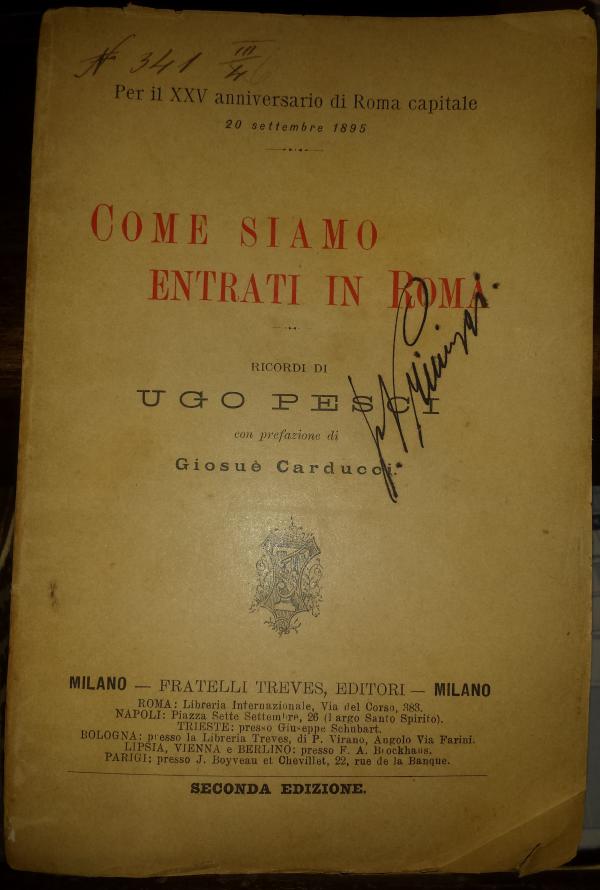 N 341 III/4
Per il XXV anniversario di Roma capitale
20 settembre 1895
COME SIAMO
ENTRATI IN ROMA
RICORDI DI
UGO PESCI
con prefazione di
Giosuè Carducci.
MILANO — FRATELLI TREVES, EDITORI — MILANO
ROMA: Libreria Internazionale, Via del Corso, 383.
NAPOLI: Piazza Sette Settembre, 26 (Largo Santo Spirito).
TRIESTE: presso Giuseppe Schubart.
BOLOGNA: presso la Libreria Treves, di P. Virano, Angolo Via Farini.
LIPSIA, VIENNA e BERLINO: presso F. A. Brockhaus.
PARIGI: presso J. Boyveau et Chevillet, 22, rue de la Banque.
SECONDA EDIZIONE.